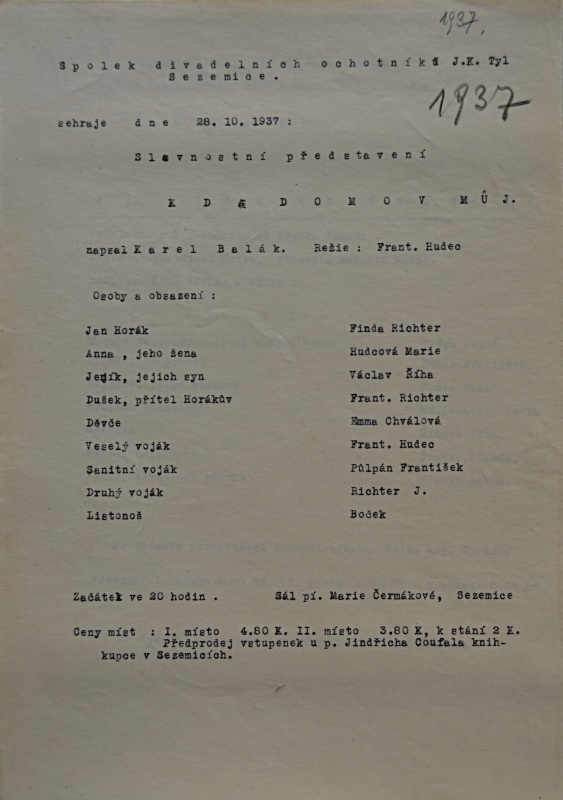 1937,
Spolek divadelních ochotníků J.K. Tyl
Sezemice.
1937
sehraje dne 28. 10. 1937 :
Slavnostní představení
KDE DOMOV MŮJ.
napsal Karel Balák. Režie : Frant. Hudec
Osoby a obsazení :
Jan Horák Finda Richter
Anna , jeho žena Hudcová Marie
Jeník, jejich syn Václav Říha
Dušek, přítel Horákův Frant. Richter
Děvče Emma Chválová
Veselý voják Frant. Hudec
Sanitní voják Půlpán František
Druhý voják Richter J.
Listonoš Boček
Začátek ve 20 hodin . Sál pí. Marie Čermákové, Sezemice
Ceny míst : I. místo 4.80 K. II. místo 3.80 K, k stání 2 K.
Předprodej vstupenek u p. Jindřicha Coufala knih-
kupce v Sezemicích.